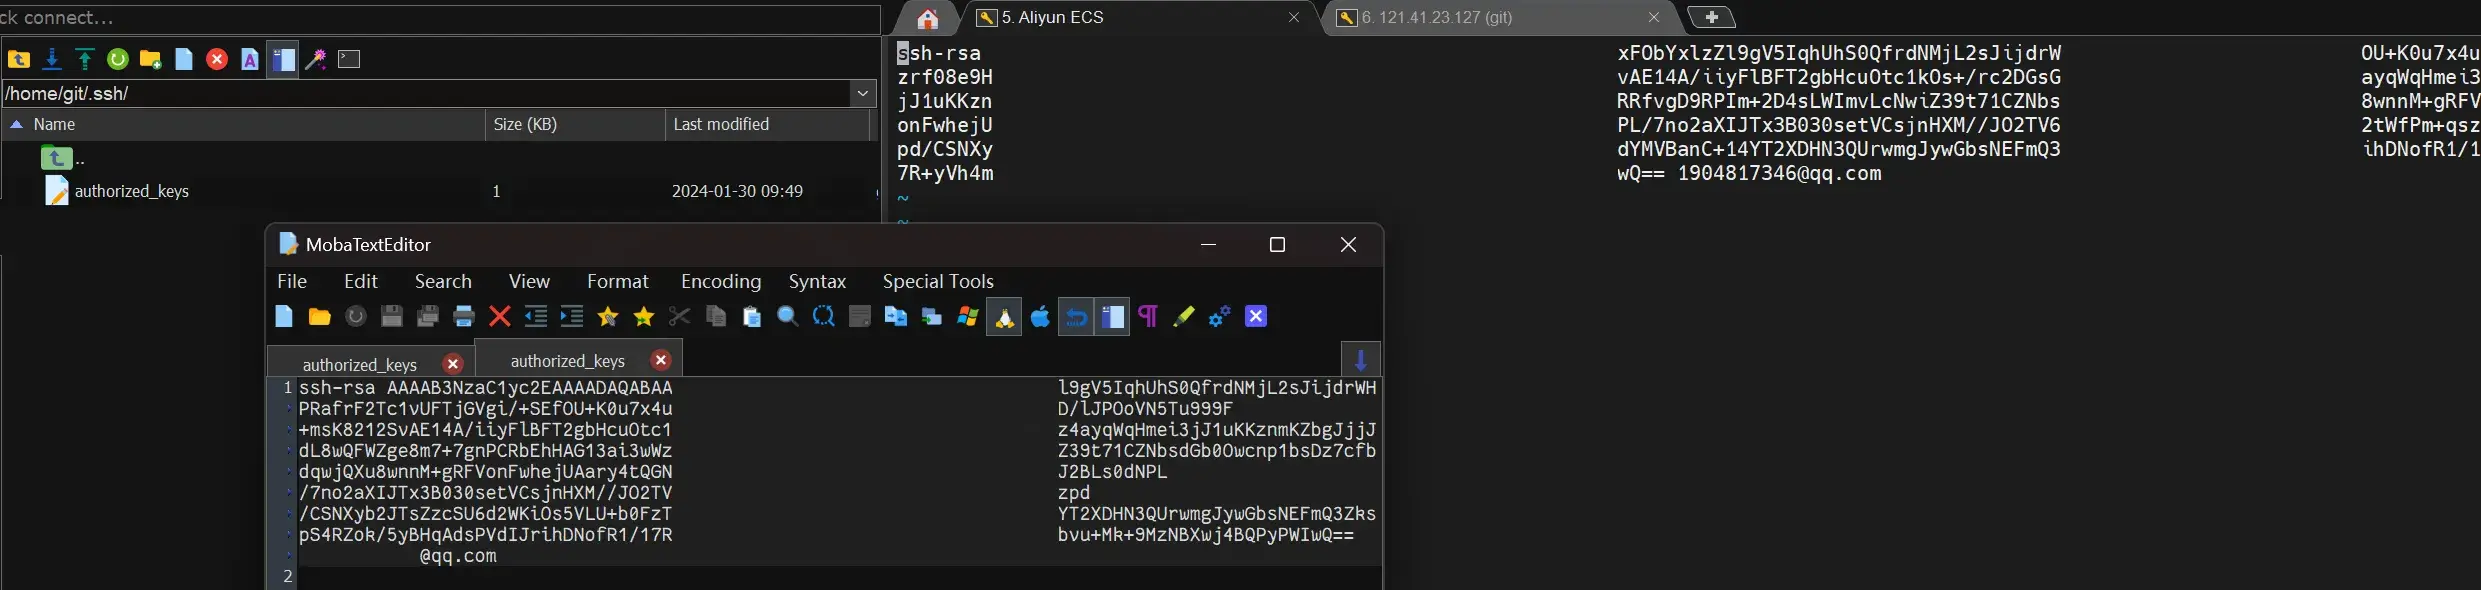 ck connect...
5. Aliyun ECS
6. 121.41.23.127 (git)
/home/git/.ssh/
Name Size (KB) Last modified
..
authorized_keys 1 2024-01-30 09:49
ssh-rsa xFObYxlzZl9gV5IqhUhS0QfrdNMjL2sJijdrW OU+K0u7x4u
zrf08e9H vAE14A/iiyFlBFT2gbHcuOtc1kOs+/rc2DGsG ayqWqHmei3
jJ1uKKzn RRfvgD9RPIm+2D4sLWImvLcNwiZ39t71CZNbs 8wnnM+gRFV
onFwhejU PL/7no2aXIJTx3B030setVCsjnHXM//JO2TV6 2tWfPm+qsz
pd/CSNXy dYMVBanC+14YT2XDHN3QUrwmgJywGbsNEFmQ3 ihDNofR1/1
7R+yVh4m wQ== 1904817346@qq.com
~
~
MobaTextEditor
File Edit Search View Format Encoding Syntax Special Tools
authorized_keys authorized_keys
1 ssh-rsa AAAAB3NzaC1yc2EAAAADAQABAA l9gV5IqhUhS0QfrdNMjL2sJijdrWH
PRafrF2Tc1vUFTjGVgi/+SEfOU+K0u7x4u D/lJPOoVN5Tu999F
+msK8212SvAE14A/iiyFlBFT2gbHcuOtc1 z4ayqWqHmei3jJ1uKKznmKZbgJjjJ
dL8wQFWZge8m7+7gnPCRbEhHAG13ai3wWz Z39t71CZNbsdGb0Owcnp1bsDz7cfb
dqwjQXu8wnnM+gRFVonFwhejUAary4tQGN J2BLs0dNPL
/7no2aXIJTx3B030setVCsjnHXM//JO2TV zpd
/CSNXyb2JTsZzcSU6d2WKiOs5VLU+b0FzT YT2XDHN3QUrwmgJywGbsNEFmQ3Zks
pS4RZok/5yBHqAdsPVdIJrihDNofR1/17R bvu+Mk+9MzNBXwj4BQPyPWIwQ==
@qq.com
2